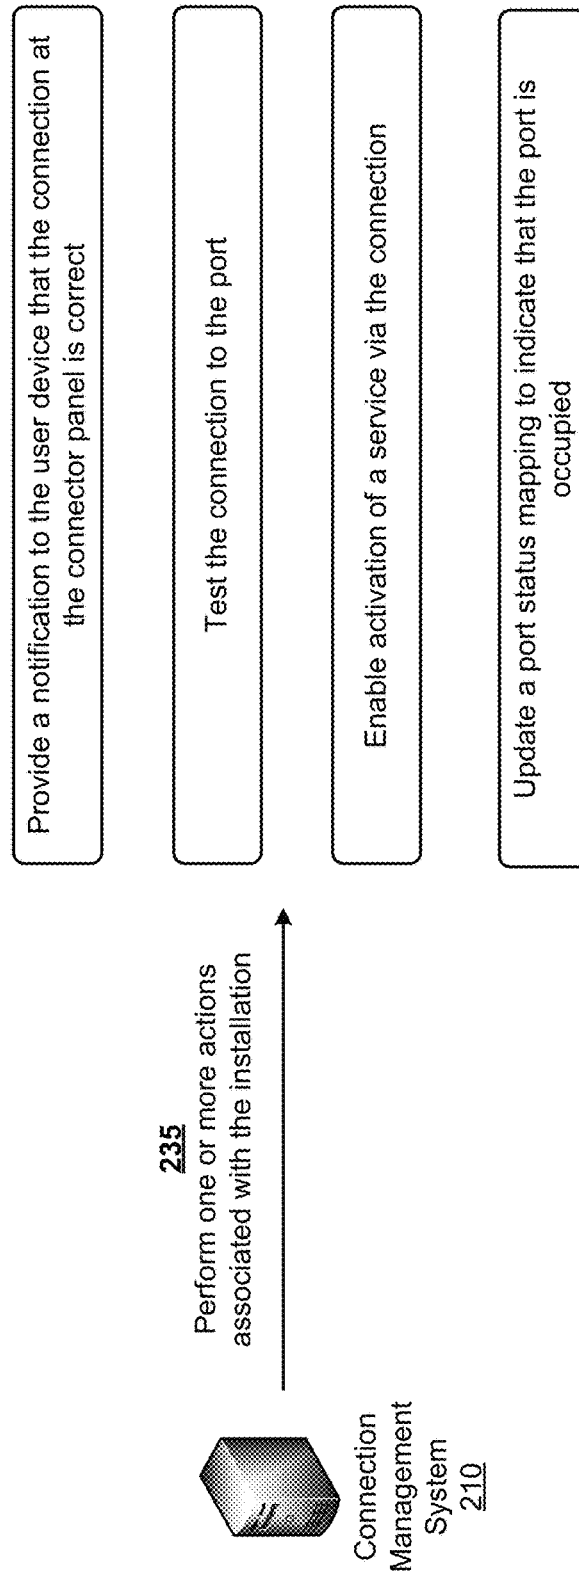 235
Perform one or more actions
associated with the installation
Connection
Management
System
210
Provide a notification to the user device that the connection at
the connector panel is correct
Test the connection to the port
Enable activation of a service via the connection
Update a port status mapping to indicate that the port is
occupied